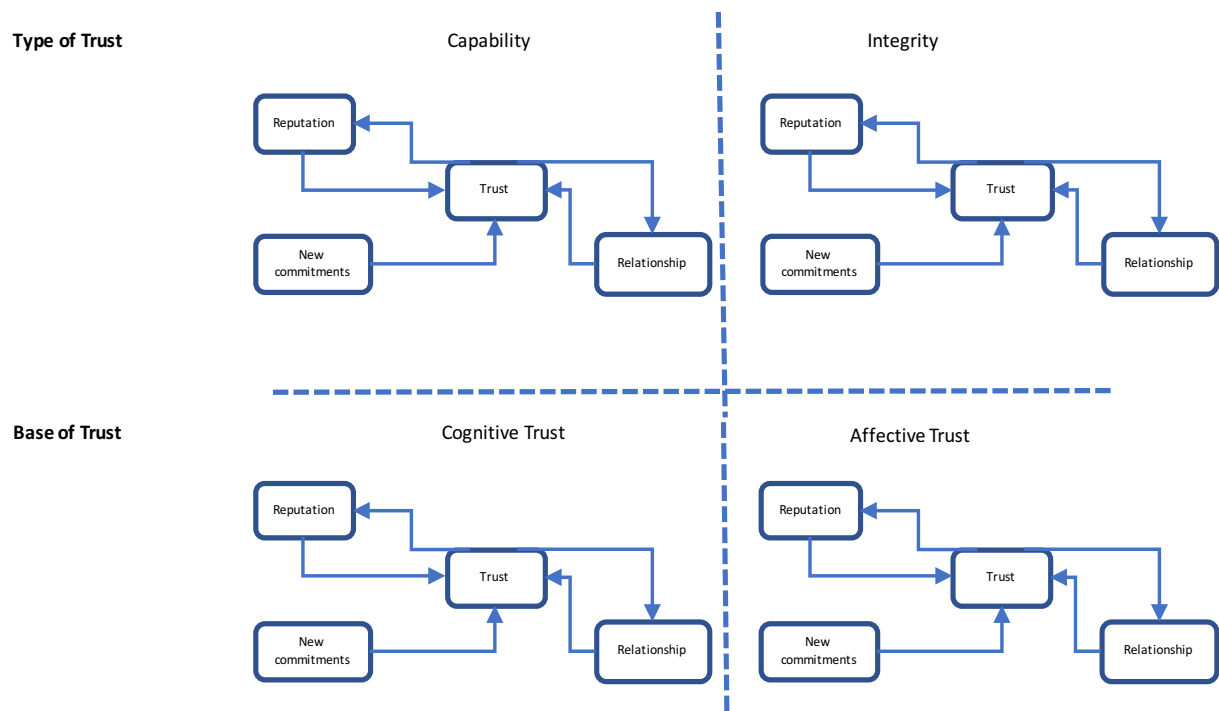 Type of Trust
Capability
Integrity
Reputation
Trust
New
commitments
Relationship
Reputation
Trust
New
commitments
Relationship
Base of Trust
Cognitive Trust
Affective Trust
Reputation
Trust
New
commitments
Relationship
Reputation
Trust
New
commitments
Relationship